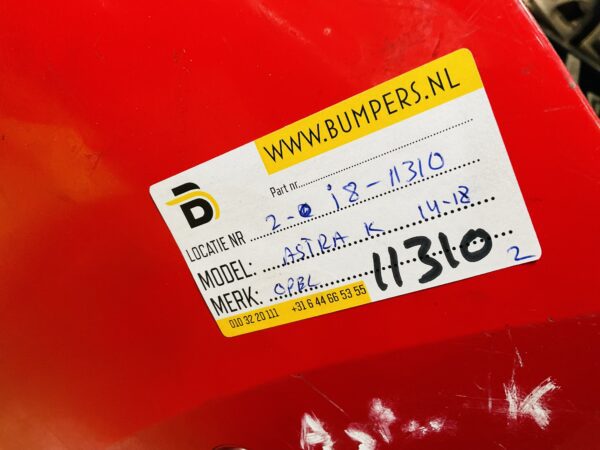 WWW.BUMPERS.NL
Part nr.
LOCATIE NR 2-0 j8-11310
MODEL: ASTRA K 14-18
MERK: OPEL 11310 2
010 32 20 111 +31 6 44 66 53 55